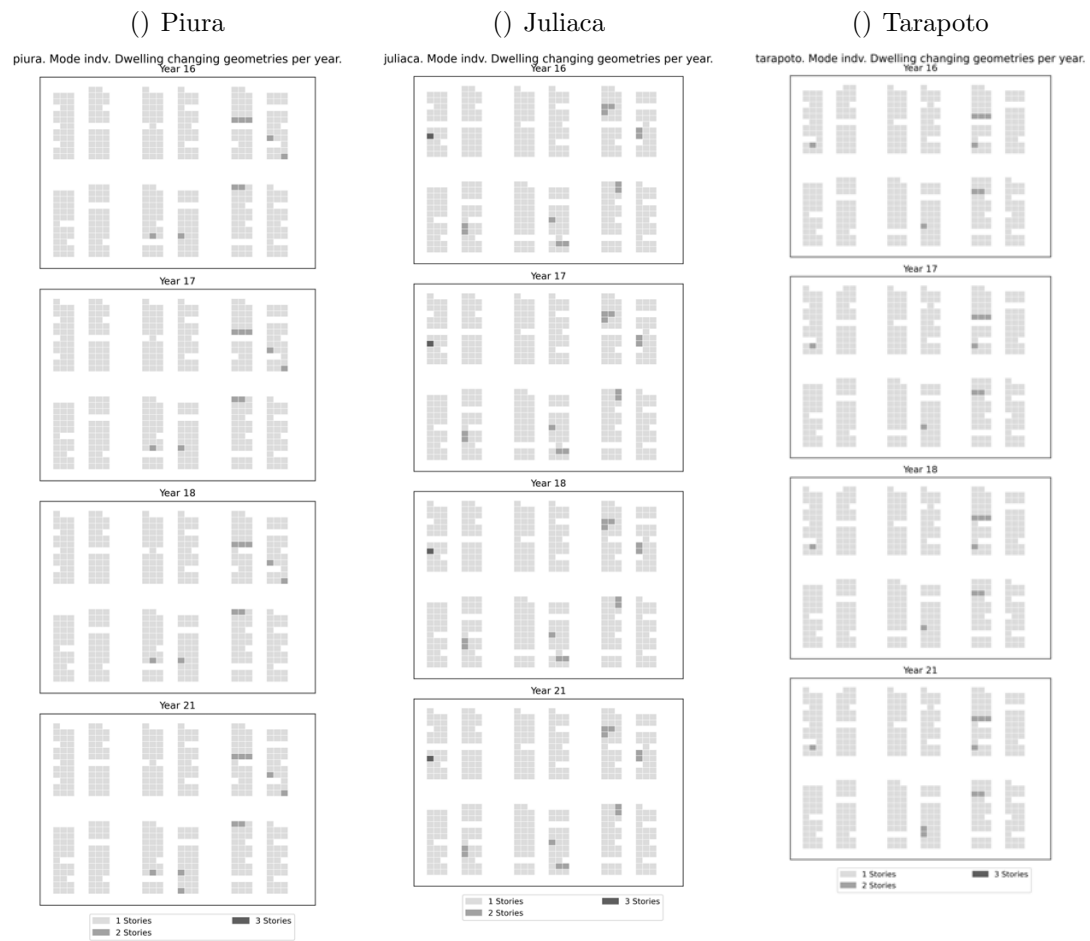 () Piura
piura. Mode indv. Dwelling changing geometries per year.
Year 16
Year 17
Year 18
Year 21
1 Stories
2 Stories
3 Stories
() Juliaca
juliaca. Mode indv. Dwelling changing geometries per year.
Year 16
Year 17
Year 18
Year 21
1 Stories
2 Stories
3 Stories
() Tarapoto
tarapoto. Mode indv. Dwelling changing geometries per year.
Year 16
Year 17
Year 18
Year 21
1 Stories
2 Stories
3 Stories